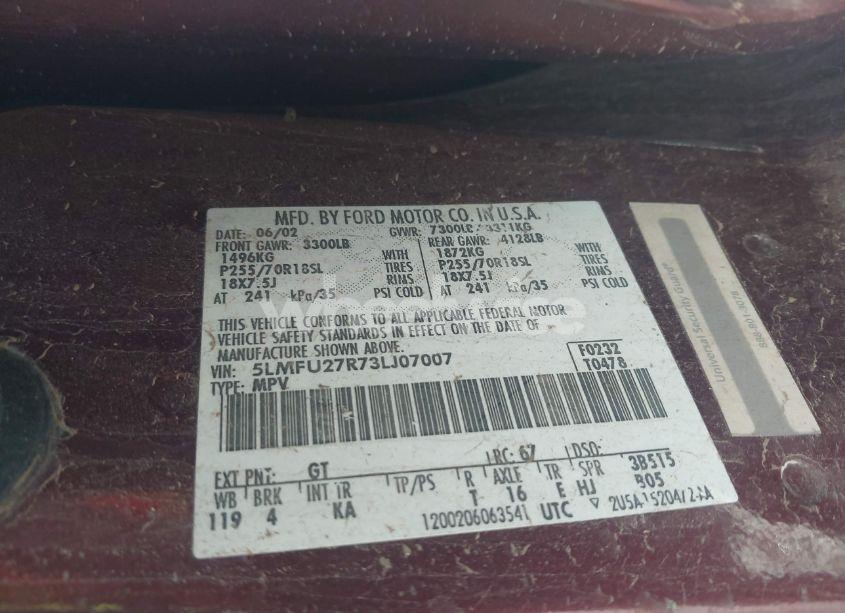 MFD. BY FORD MOTOR CO. IN U.S.A.
DATE: 06/02 GVWR: 7300LB/3311KG
FRONT GAWR: 3300LB REAR GAWR: 4128LB
1496KG WITH 1872KG WITH
P255/70R18SL TIRES P255/70R18SL TIRES
18X7.5J RIMS 18X7.5J RIMS
AT 241 kPa/35 PSI COLD AT 241 kPa/35 PSI COLD
THIS VEHICLE CONFORMS TO ALL APPLICABLE FEDERAL MOTOR
VEHICLE SAFETY STANDARDS IN EFFECT ON THE DATE OF
MANUFACTURE SHOWN ABOVE.
VIN: 5LMFU27R73LJ07007 F0232
TYPE: MPV T0478
EXT PNT: GT RC: 67 DSO:
WB BRK INT TR TP/PS R AXLE TR SPR 3B515
119 4 KA T 16 E HJ B05
1200206063541 UTC
Universal Security Guard